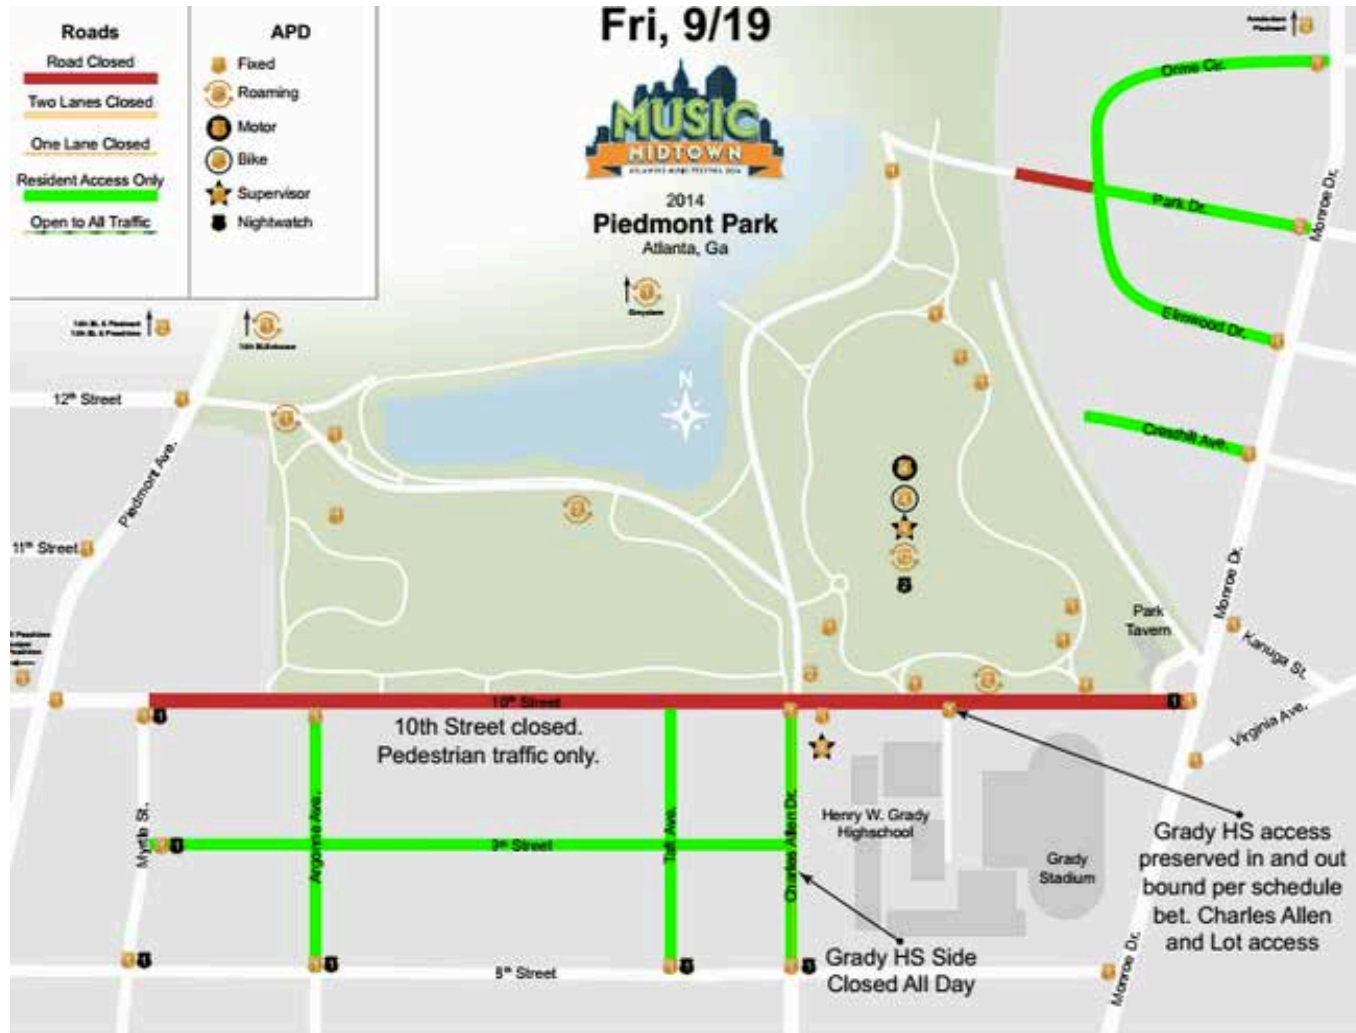 Fri, 9/19
MUSIC
MIDTOWN
2014
Piedmont Park
Atlanta, Ga
Roads
Road Closed
Two Lanes Closed
One Lane Closed
Resident Access Only
Open to All Traffic
APD
Fixed
Roaming
Motor
Bike
Supervisor
Nightwatch
Orme Cir.
Park Dr.
Monroe Dr.
Elmwood Dr.
Cresthill Ave.
N
12th Street
Piedmont Ave.
11th Street
Monroe Dr.
Park
Tavern
Kanuga St.
Virginia Ave.
10th Street
10th Street closed.
Pedestrian traffic only.
Myrtle St.
Argonne Ave.
9th Street
Taft Ave.
Charles Allen Dr.
Henry W. Grady
Highschool
Grady
Stadium
Grady HS access
preserved in and out
bound per schedule
bet. Charles Allen
and Lot access
Grady HS Side
Closed All Day
8th Street
Monroe Dr.